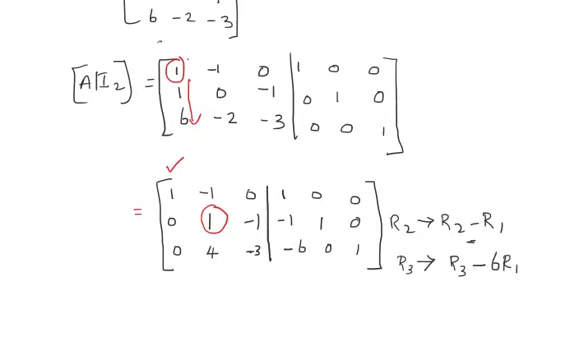 6 -2 -3
[A|I2) = [ 1 -1 0 | 1 0 0
1 0 -1 | 0 1 0
6 -2 -3 | 0 0 1 ]
= [ 1 -1 0 | 1 0 0
0 1 -1 | -1 1 0 ] R2 → R2 - R1
0 4 -3 | -6 0 1 ] R3 → R3 - 6R1